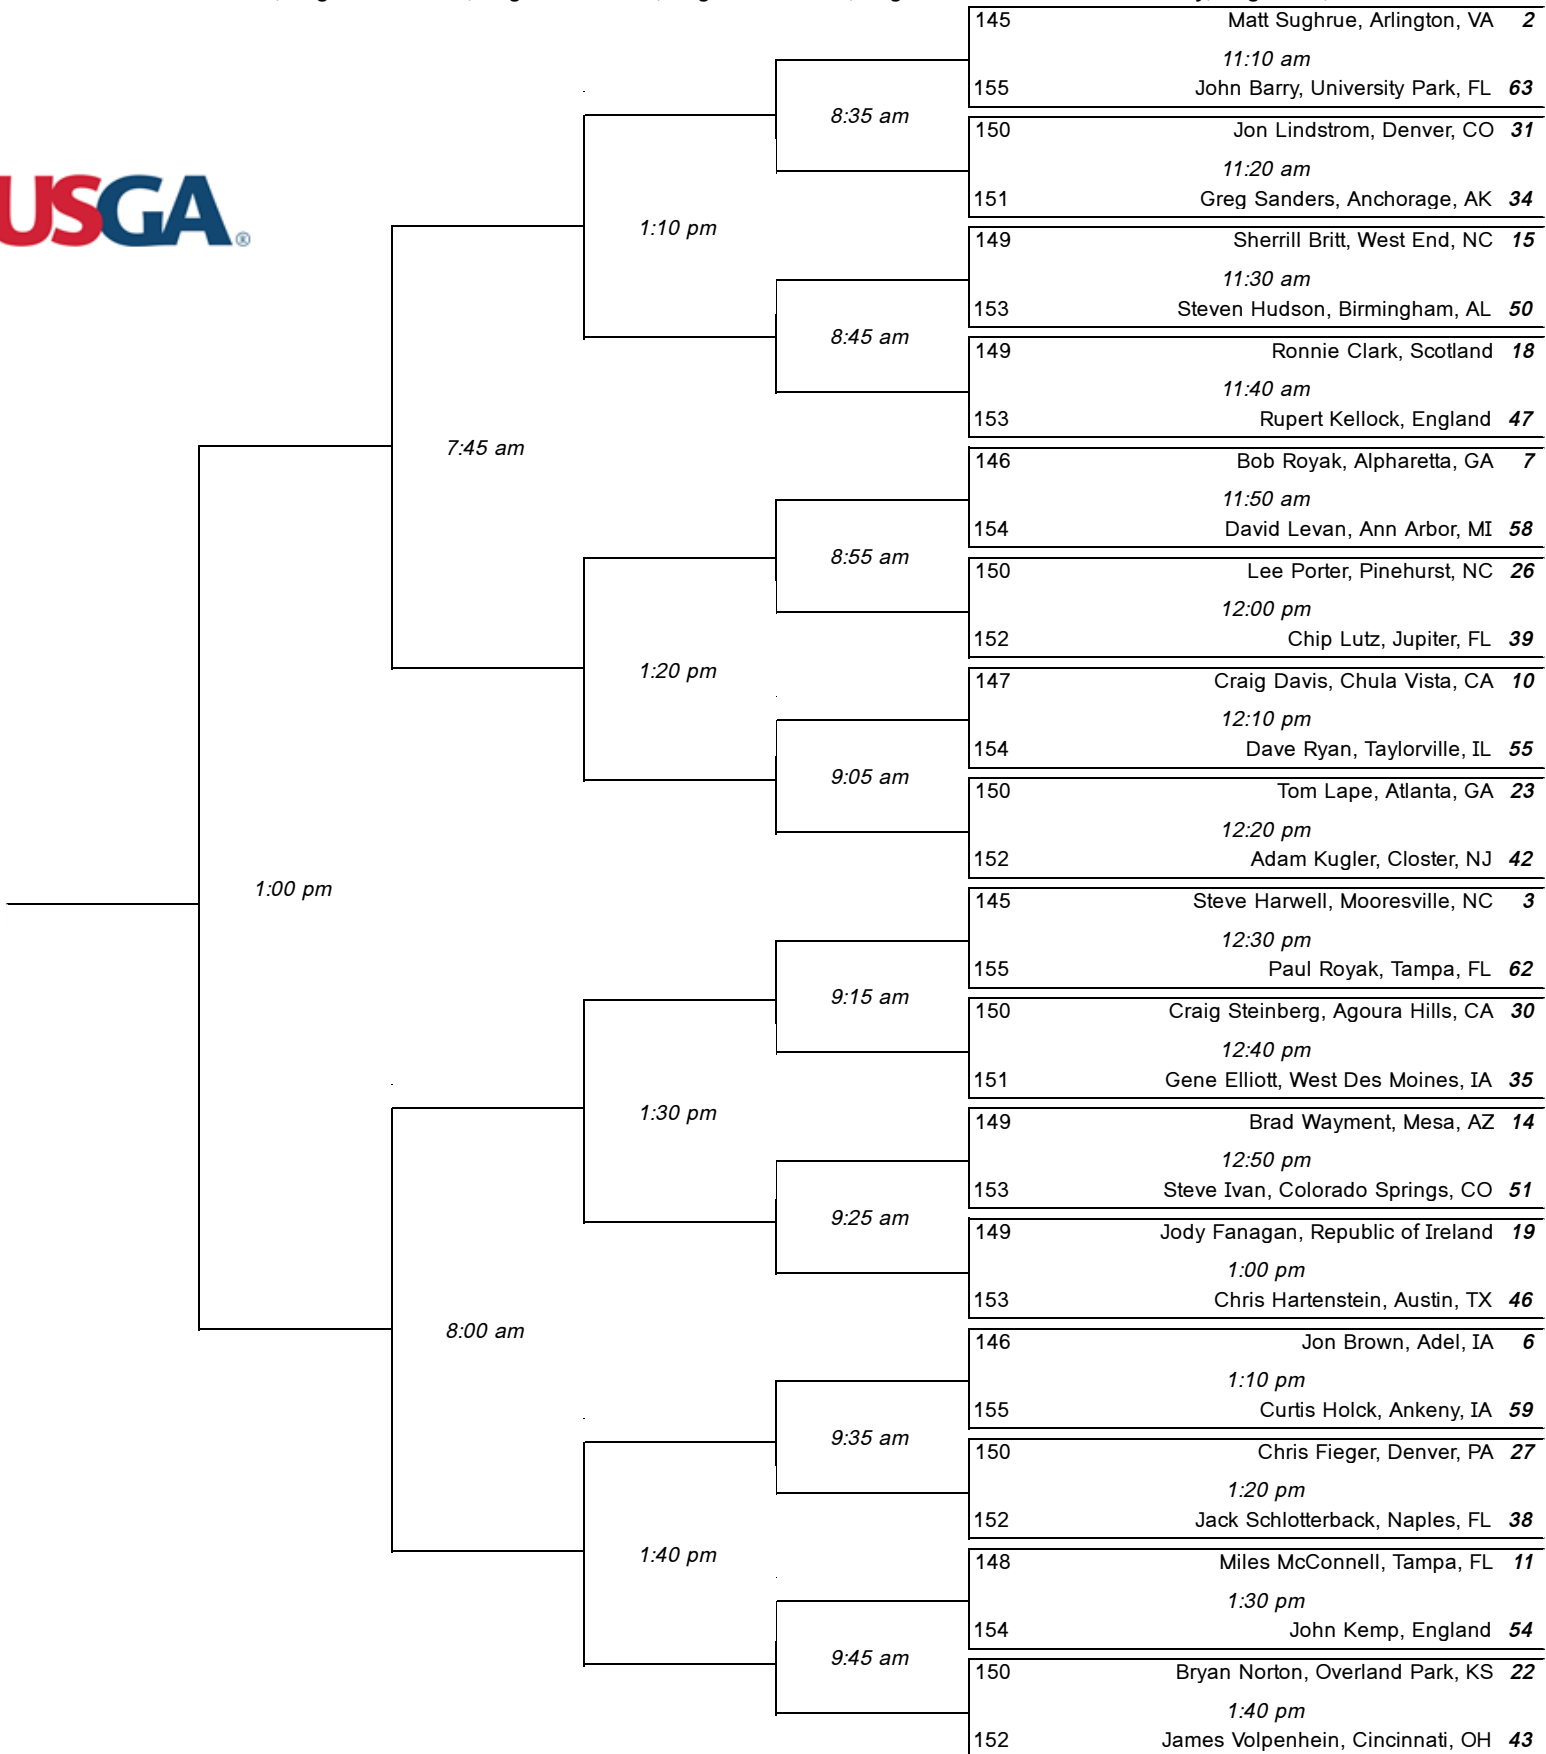 145 Matt Sughrue, Arlington, VA 2
11:10 am
155 John Barry, University Park, FL 63
8:35 am
150 Jon Lindstrom, Denver, CO 31
11:20 am
151 Greg Sanders, Anchorage, AK 34
USGA®
1:10 pm
149 Sherrill Britt, West End, NC 15
11:30 am
153 Steven Hudson, Birmingham, AL 50
8:45 am
149 Ronnie Clark, Scotland 18
11:40 am
153 Rupert Kellock, England 47
7:45 am
146 Bob Royak, Alpharetta, GA 7
11:50 am
154 David Levan, Ann Arbor, MI 58
8:55 am
150 Lee Porter, Pinehurst, NC 26
12:00 pm
152 Chip Lutz, Jupiter, FL 39
1:20 pm
147 Craig Davis, Chula Vista, CA 10
12:10 pm
154 Dave Ryan, Taylorville, IL 55
9:05 am
150 Tom Lape, Atlanta, GA 23
12:20 pm
152 Adam Kugler, Closter, NJ 42
1:00 pm
145 Steve Harwell, Mooresville, NC 3
12:30 pm
155 Paul Royak, Tampa, FL 62
9:15 am
150 Craig Steinberg, Agoura Hills, CA 30
12:40 pm
151 Gene Elliott, West Des Moines, IA 35
1:30 pm
149 Brad Wayment, Mesa, AZ 14
12:50 pm
153 Steve Ivan, Colorado Springs, CO 51
9:25 am
149 Jody Fanagan, Republic of Ireland 19
1:00 pm
153 Chris Hartenstein, Austin, TX 46
8:00 am
146 Jon Brown, Adel, IA 6
1:10 pm
155 Curtis Holck, Ankeny, IA 59
9:35 am
150 Chris Fieger, Denver, PA 27
1:20 pm
152 Jack Schlotterback, Naples, FL 38
1:40 pm
148 Miles McConnell, Tampa, FL 11
1:30 pm
154 John Kemp, England 54
9:45 am
150 Bryan Norton, Overland Park, KS 22
1:40 pm
152 James Volpenhein, Cincinnati, OH 43